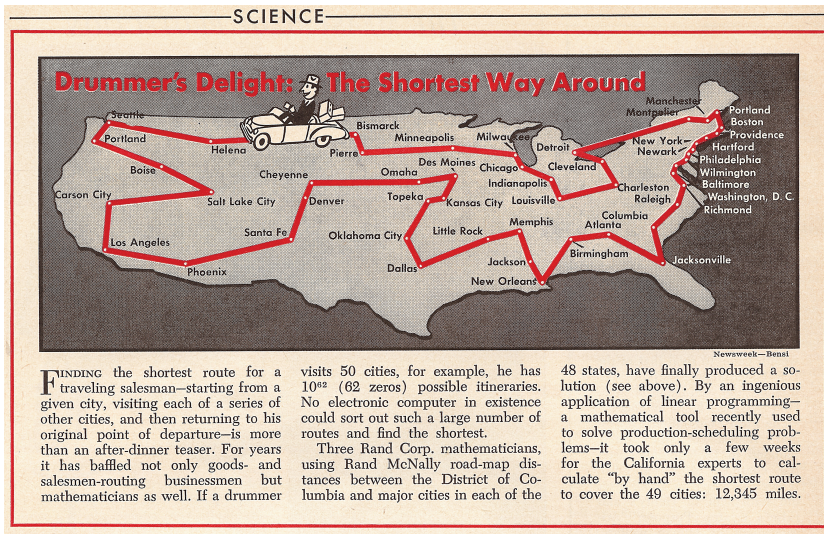 SCIENCE
Drummer's Delight: The Shortest Way Around
Seattle
Portland
Helena
Boise
Carson City
Salt Lake City
Los Angeles
Phoenix
Santa Fe
Denver
Cheyenne
Omaha
Des Moines
Topeka
Kansas City
Oklahoma City
Dallas
Little Rock
Memphis
Jackson
New Orleans
Birmingham
Atlanta
Jacksonville
Columbia
Raleigh
Richmond
Washington, D. C.
Baltimore
Wilmington
Philadelphia
Newark
New York
Hartford
Providence
Boston
Portland
Manchester
Montpelier
Detroit
Cleveland
Charleston
Louisville
Indianapolis
Chicago
Milwaukee
Minneapolis
Pierre
Bismarck
Newsweek—Bensi
FINDING the shortest route for a
traveling salesman—starting from a
given city, visiting each of a series of
other cities, and then returning to his
original point of departure—is more
than an after-dinner teaser. For years
it has baffled not only goods- and
salesmen-routing businessmen but
mathematicians as well. If a drummer
visits 50 cities, for example, he has
10⁶² (62 zeros) possible itineraries.
No electronic computer in existence
could sort out such a large number of
routes and find the shortest.
Three Rand Corp. mathematicians,
using Rand McNally road-map dis-
tances between the District of Co-
lumbia and major cities in each of the
48 states, have finally produced a so-
lution (see above). By an ingenious
application of linear programming—
a mathematical tool recently used
to solve production-scheduling prob-
lems—it took only a few weeks
for the California experts to cal-
culate "by hand" the shortest route
to cover the 49 cities: 12,345 miles.